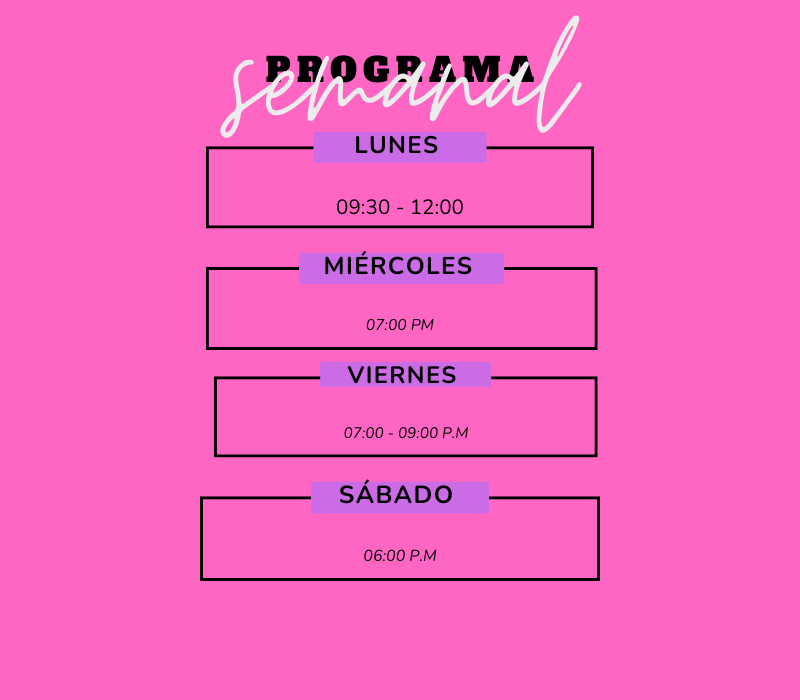 PROGRAMA
semanal
LUNES
09:30 - 12:00
MIÉRCOLES
07:00 PM
VIERNES
07:00 - 09:00 P.M
SÁBADO
06:00 P.M